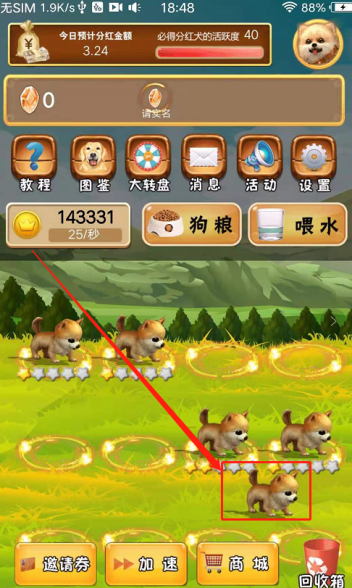 无SIM 1.9K/s 18:48 88%
今日预计分红金额 必得分红犬的活跃度 40
3.24
0
请实名
教程 图鉴 大转盘 消息 活动 设置
143331
25/秒
狗粮 喂水
邀请券 加速 商城 回收箱